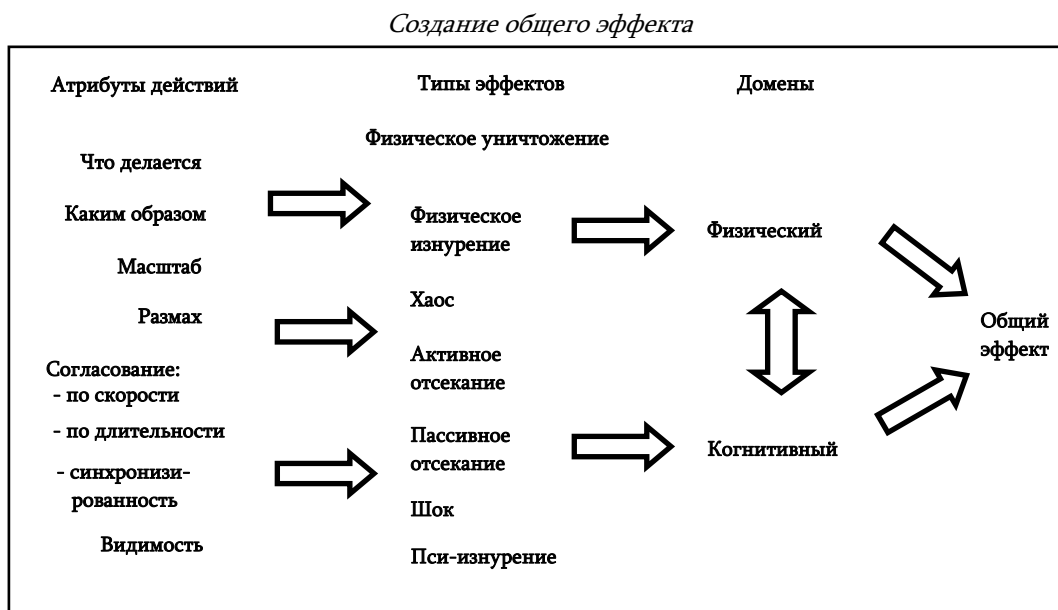 Создание общего эффекта
Атрибуты действий
Что делается
Каким образом
Масштаб
Размах
Согласование:
- по скорости
- по длительности
- синхронизи-
рованность
Видимость
Типы эффектов
Физическое уничтожение
Физическое
изнурение
Хаос
Активное
отсекание
Пассивное
отсекание
Шок
Пси-изнурение
Домены
Физический
Когнитивный
Общий
эффект